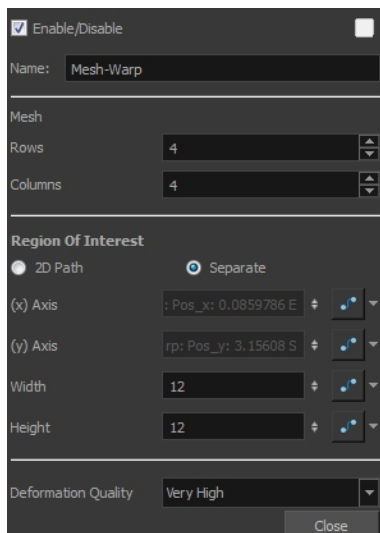 Enable/Disable
Name: Mesh-Warp
Mesh
Rows 4
Columns 4
Region Of Interest
2D Path Separate
(x) Axis : Pos_x: 0.0859786 E
(y) Axis rp: Pos_y: 3.15608 S
Width 12
Height 12
Deformation Quality Very High
Close